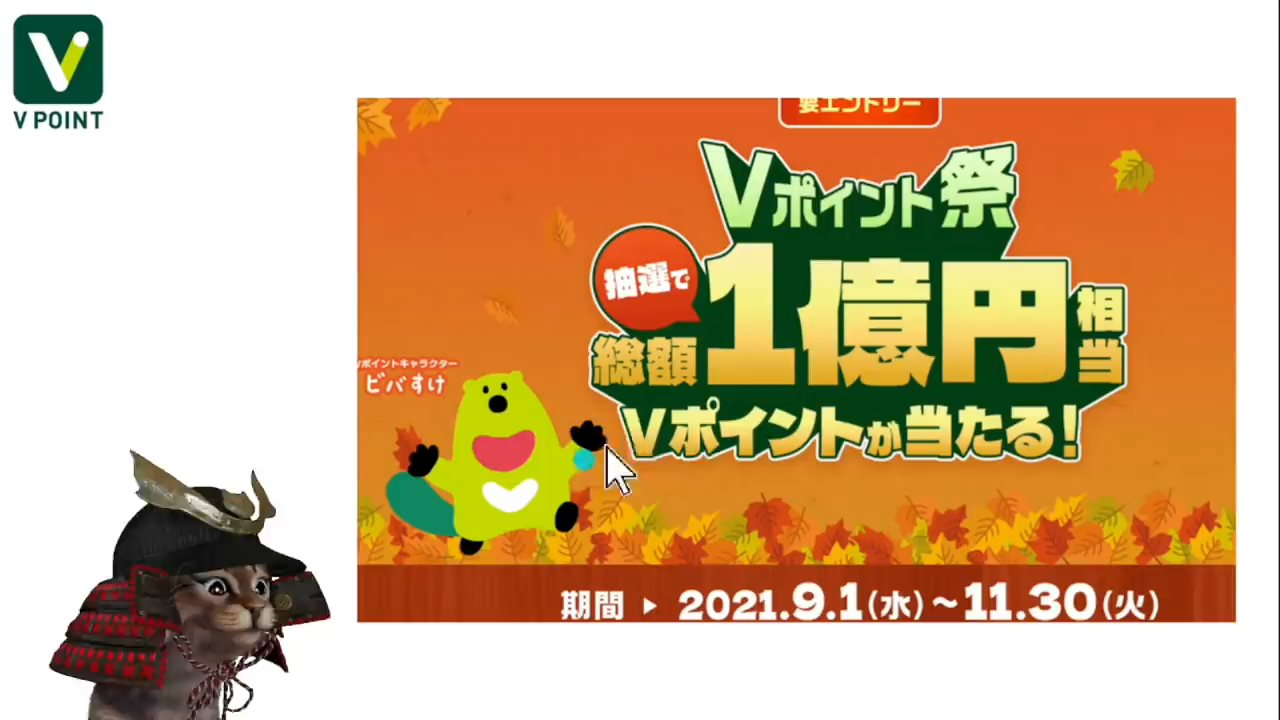 V POINT
要エントリー
Vポイント祭
抽選で
総額1億円相当
Vポイントが当たる!
Vポイントキャラクター
ビバすけ
期間 ▶ 2021.9.1(水)~11.30(火)